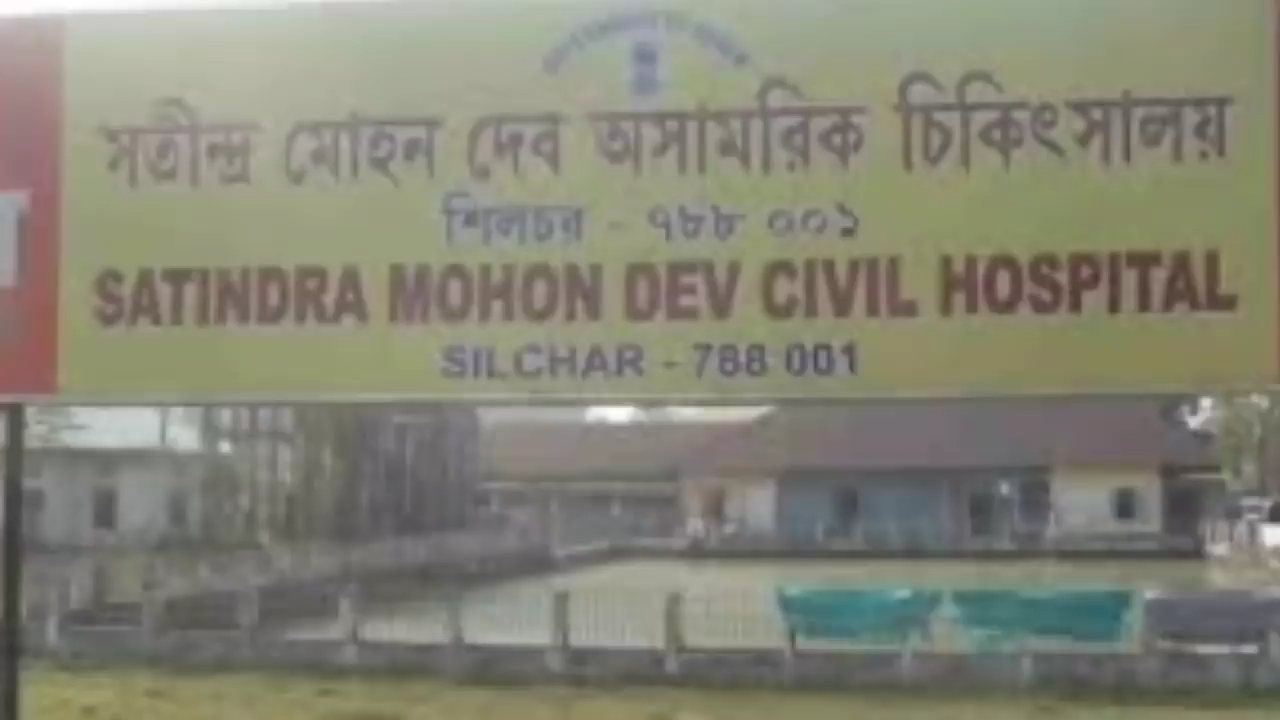 সতীন্দ্র মোহন দেব অসামরিক চিকিৎসালয়
শিলচর - ৭৮৮ ০০১
SATINDRA MOHON DEV CIVIL HOSPITAL
SILCHAR - 788 001